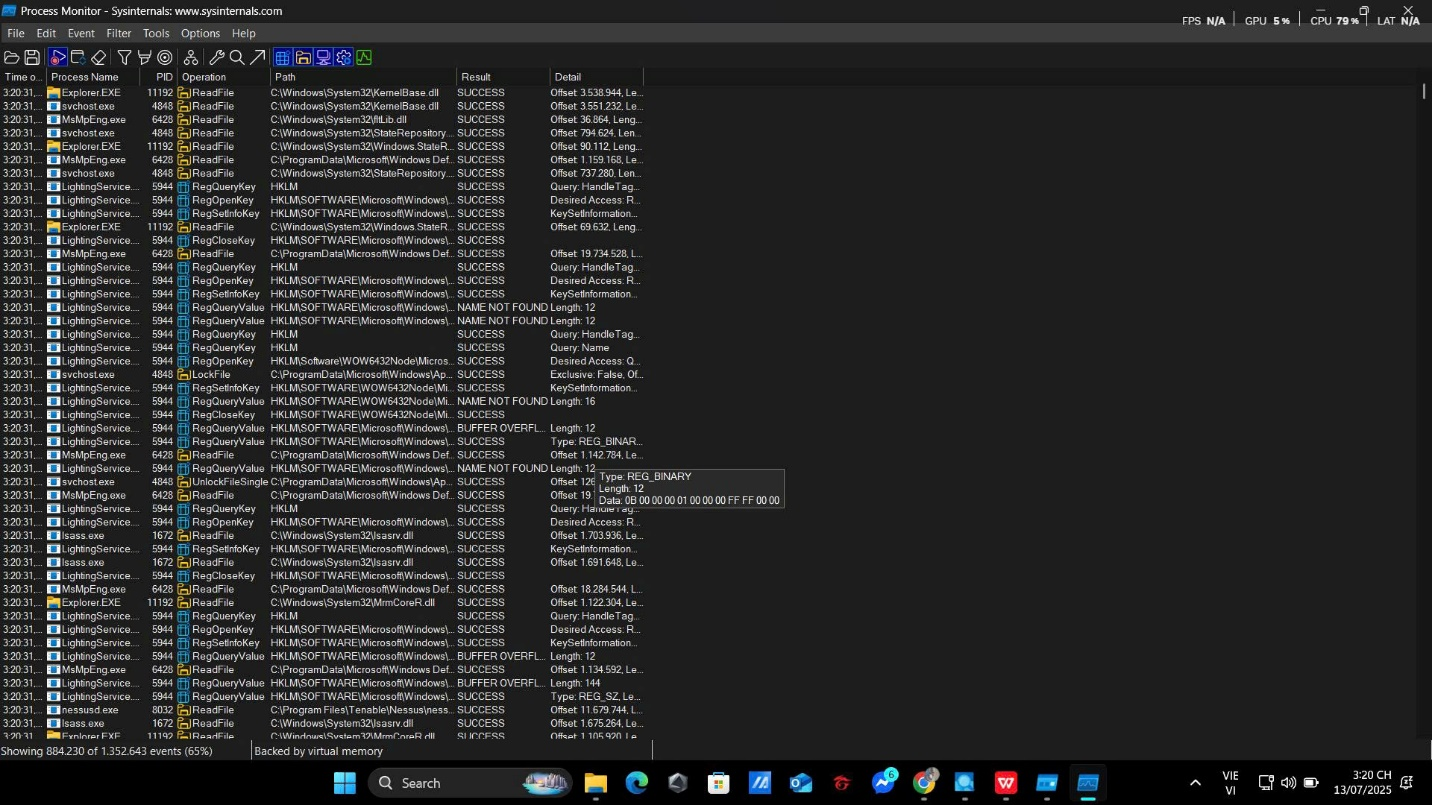 Process Monitor - Sysinternals: www.sysinternals.com
FPS N/A | GPU 5 % | CPU 79 % | LAT N/A
File Edit Event Filter Tools Options Help
Time o... Process Name PID Operation Path Result Detail
3:20:31,... Explorer.EXE 11192 ReadFile C:\Windows\System32\KernelBase.dll SUCCESS Offset: 3.538.944, Le...
3:20:31,... svchost.exe 4848 ReadFile C:\Windows\System32\KernelBase.dll SUCCESS Offset: 3.551.232, Le...
3:20:31,... MsMpEng.exe 6428 ReadFile C:\Windows\System32\fltLib.dll SUCCESS Offset: 36.864, Leng...
3:20:31,... svchost.exe 4848 ReadFile C:\Windows\System32\StateRepository... SUCCESS Offset: 794.624, Len...
3:20:31,... Explorer.EXE 11192 ReadFile C:\Windows\System32\Windows.StateR... SUCCESS Offset: 90.112, Leng...
3:20:31,... MsMpEng.exe 6428 ReadFile C:\ProgramData\Microsoft\Windows Def... SUCCESS Offset: 1.159.168, Le...
3:20:31,... svchost.exe 4848 ReadFile C:\Windows\System32\StateRepository... SUCCESS Offset: 737.280, Len...
3:20:31,... LightingService.... 5944 RegQueryKey HKLM SUCCESS Query: HandleTag...
3:20:31,... LightingService.... 5944 RegOpenKey HKLM\SOFTWARE\Microsoft\Windows\... SUCCESS Desired Access: R...
3:20:31,... LightingService.... 5944 RegSetInfoKey HKLM\SOFTWARE\Microsoft\Windows\... SUCCESS KeySetInformation...
3:20:31,... Explorer.EXE 11192 ReadFile C:\Windows\System32\Windows.StateR... SUCCESS Offset: 69.632, Leng...
3:20:31,... LightingService.... 5944 RegCloseKey HKLM\SOFTWARE\Microsoft\Windows\... SUCCESS
3:20:31,... MsMpEng.exe 6428 ReadFile C:\ProgramData\Microsoft\Windows Def... SUCCESS Offset: 19.734.528, L...
3:20:31,... LightingService.... 5944 RegQueryKey HKLM SUCCESS Query: HandleTag...
3:20:31,... LightingService.... 5944 RegOpenKey HKLM\SOFTWARE\Microsoft\Windows\... SUCCESS Desired Access: R...
3:20:31,... LightingService.... 5944 RegSetInfoKey HKLM\SOFTWARE\Microsoft\Windows\... SUCCESS KeySetInformation...
3:20:31,... LightingService.... 5944 RegQueryValue HKLM\SOFTWARE\Microsoft\Windows\... NAME NOT FOUND Length: 12
3:20:31,... LightingService.... 5944 RegQueryValue HKLM\SOFTWARE\Microsoft\Windows\... NAME NOT FOUND Length: 12
3:20:31,... LightingService.... 5944 RegQueryKey HKLM SUCCESS Query: HandleTag...
3:20:31,... LightingService.... 5944 RegQueryKey HKLM SUCCESS Query: Name
3:20:31,... LightingService.... 5944 RegOpenKey HKLM\Software\WOW6432Node\Micros... SUCCESS Desired Access: Q...
3:20:31,... svchost.exe 4848 LockFile C:\ProgramData\Microsoft\Windows\Ap... SUCCESS Exclusive: False, Of...
3:20:31,... LightingService.... 5944 RegSetInfoKey HKLM\SOFTWARE\WOW6432Node\Mi... SUCCESS KeySetInformation...
3:20:31,... LightingService.... 5944 RegQueryValue HKLM\SOFTWARE\WOW6432Node\Mi... NAME NOT FOUND Length: 16
3:20:31,... LightingService.... 5944 RegCloseKey HKLM\SOFTWARE\WOW6432Node\Mi... SUCCESS
3:20:31,... LightingService.... 5944 RegQueryValue HKLM\SOFTWARE\Microsoft\Windows\... BUFFER OVERFL... Length: 12
3:20:31,... LightingService.... 5944 RegQueryValue HKLM\SOFTWARE\Microsoft\Windows\... SUCCESS Type: REG_BINAR...
3:20:31,... MsMpEng.exe 6428 ReadFile C:\ProgramData\Microsoft\Windows Def... SUCCESS Offset: 1.142.784, Le...
3:20:31,... LightingService.... 5944 RegQueryValue HKLM\SOFTWARE\Microsoft\Windows\... NAME NOT FOUND Length: 12
Type: REG_BINARY
3:20:31,... svchost.exe 4848 UnlockFileSingle C:\ProgramData\Microsoft\Windows\Ap... SUCCESS Offset: 126
Length: 12
3:20:31,... MsMpEng.exe 6428 ReadFile C:\ProgramData\Microsoft\Windows Def... SUCCESS Offset: 19.
Data: 0B 00 00 00 01 00 00 00 FF FF 00 00
3:20:31,... LightingService.... 5944 RegQueryKey HKLM SUCCESS Query: HandleTag...
3:20:31,... LightingService.... 5944 RegOpenKey HKLM\SOFTWARE\Microsoft\Windows\... SUCCESS Desired Access: R...
3:20:31,... lsass.exe 1672 ReadFile C:\Windows\System32\lsasrv.dll SUCCESS Offset: 1.703.936, Le...
3:20:31,... LightingService.... 5944 RegSetInfoKey HKLM\SOFTWARE\Microsoft\Windows\... SUCCESS KeySetInformation...
3:20:31,... lsass.exe 1672 ReadFile C:\Windows\System32\lsasrv.dll SUCCESS Offset: 1.691.648, Le...
3:20:31,... LightingService.... 5944 RegCloseKey HKLM\SOFTWARE\Microsoft\Windows\... SUCCESS
3:20:31,... MsMpEng.exe 6428 ReadFile C:\ProgramData\Microsoft\Windows Def... SUCCESS Offset: 18.284.544, L...
3:20:31,... Explorer.EXE 11192 ReadFile C:\Windows\System32\MrmCoreR.dll SUCCESS Offset: 1.122.304, Le...
3:20:31,... LightingService.... 5944 RegQueryKey HKLM SUCCESS Query: HandleTag...
3:20:31,... LightingService.... 5944 RegOpenKey HKLM\SOFTWARE\Microsoft\Windows\... SUCCESS Desired Access: R...
3:20:31,... LightingService.... 5944 RegSetInfoKey HKLM\SOFTWARE\Microsoft\Windows\... SUCCESS KeySetInformation...
3:20:31,... LightingService.... 5944 RegQueryValue HKLM\SOFTWARE\Microsoft\Windows\... BUFFER OVERFL... Length: 12
3:20:31,... MsMpEng.exe 6428 ReadFile C:\ProgramData\Microsoft\Windows Def... SUCCESS Offset: 1.134.592, Le...
3:20:31,... LightingService.... 5944 RegQueryValue HKLM\SOFTWARE\Microsoft\Windows\... BUFFER OVERFL... Length: 144
3:20:31,... LightingService.... 5944 RegQueryValue HKLM\SOFTWARE\Microsoft\Windows\... SUCCESS Type: REG_SZ, Le...
3:20:31,... nessusd.exe 8032 ReadFile C:\Program Files\Tenable\Nessus\ness... SUCCESS Offset: 11.679.744, L...
3:20:31,... lsass.exe 1672 ReadFile C:\Windows\System32\lsasrv.dll SUCCESS Offset: 1.675.264, Le...
3:20:31,... Explorer.EXE 11192 ReadFile C:\Windows\System32\MrmCoreR.dll SUCCESS Offset: 1.105.920, Le...
Showing 884.230 of 1.352.643 events (65%) Backed by virtual memory
Search
6
VIE
VI
3:20 CH
13/07/2025